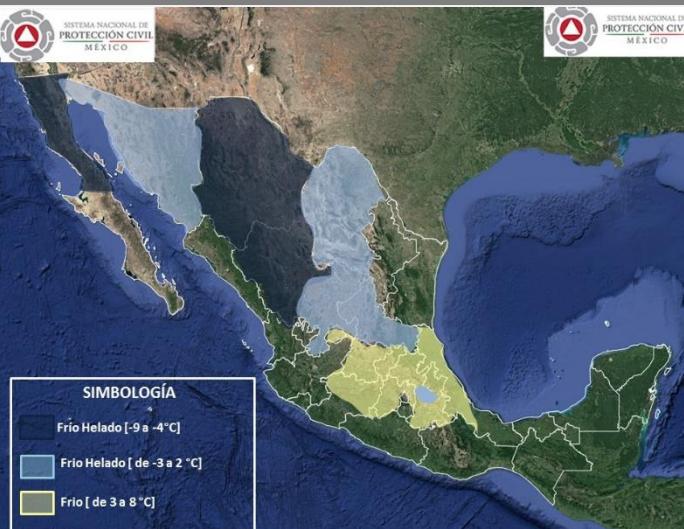 SISTEMA NACIONAL DE
PROTECCIÓN CIVIL
MÉXICO
SISTEMA NACIONAL DE
PROTECCIÓN CIVIL
MÉXICO
SIMBOLOGÍA
Frío Helado [-9 a -4°C]
Frio Helado [ de -3 a 2 °C]
Frio [ de 3 a 8 °C]